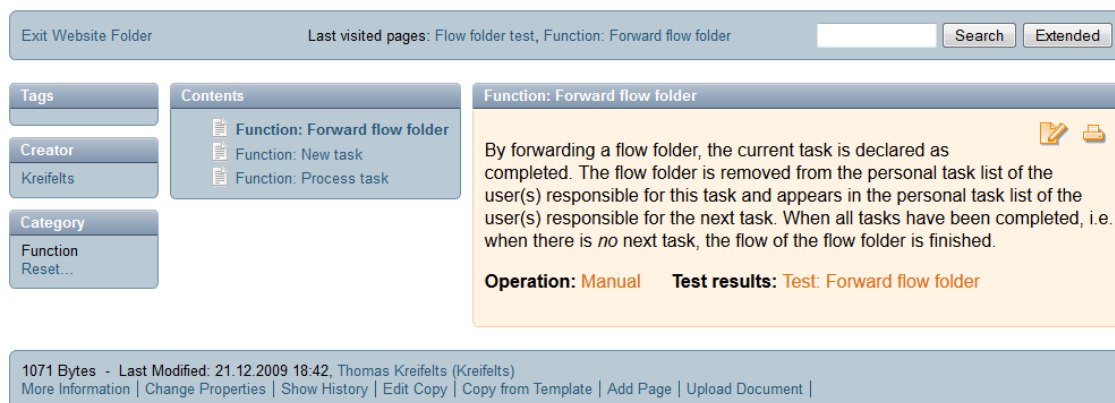 Exit Website Folder
Last visited pages: Flow folder test, Function: Forward flow folder
Search
Extended
Tags
Creator
Kreifelts
Category
Function
Reset...
Contents
Function: Forward flow folder
Function: New task
Function: Process task
Function: Forward flow folder
By forwarding a flow folder, the current task is declared as
completed. The flow folder is removed from the personal task list of the
user(s) responsible for this task and appears in the personal task list of the
user(s) responsible for the next task. When all tasks have been completed, i.e.
when there is no next task, the flow of the flow folder is finished.
Operation: Manual Test results: Test: Forward flow folder
1071 Bytes - Last Modified: 21.12.2009 18:42, Thomas Kreifelts (Kreifelts)
More Information | Change Properties | Show History | Edit Copy | Copy from Template | Add Page | Upload Document |